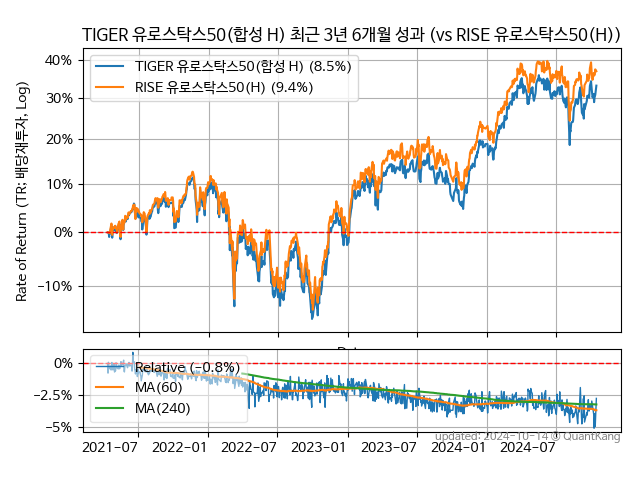 TIGER 유로스탁스50(합성 H) 최근 3년 6개월 성과 (vs RISE 유로스탁스50(H))
Rate of Return (TR: 배당재투자, Log)
40%
30%
20%
10%
0%
−10%
TIGER 유로스탁스50(합성 H) (8.5%)
RISE 유로스탁스50(H) (9.4%)
0%
−2.5%
−5%
Relative (−0.8%)
MA(60)
MA(240)
2021-07 2022-01 2022-07 2023-01 2023-07 2024-01 2024-07
updated: 2024-10-14 © QuantKang